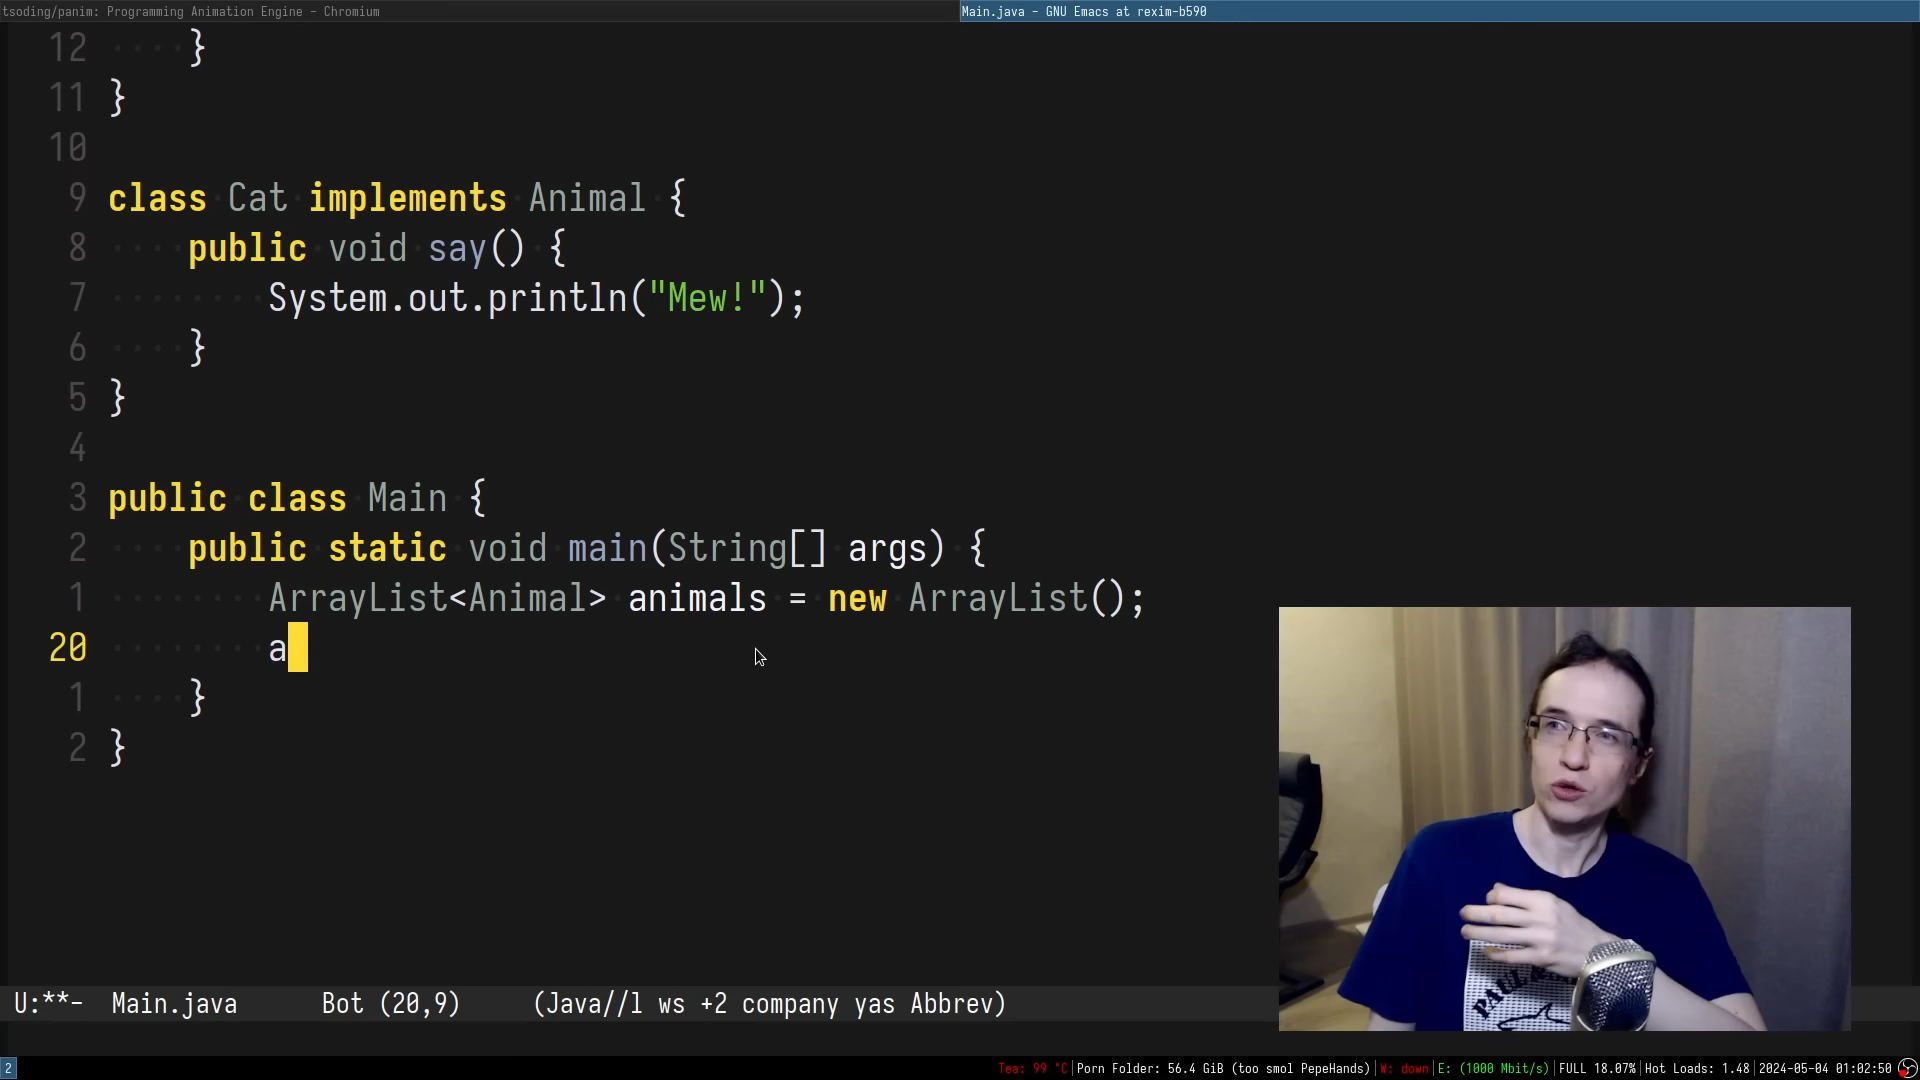 tsoding/panim: Programming Animation Engine - Chromium
Main.java - GNU Emacs at rexim-b590
12 }
11 }
10
9 class Cat implements Animal {
8 public void say() {
7 System.out.println("Mew!");
6 }
5 }
4
3 public class Main {
2 public static void main(String[] args) {
1 ArrayList<Animal> animals = new ArrayList();
20 a
1 }
2 }
U:**- Main.java Bot (20,9) (Java//l ws +2 company yas Abbrev)
2 Tea: 99 °C|Porn Folder: 56.4 GiB (too smol PepeHands)|W: down|E: (1000 Mbit/s)|FULL 18.07%|Hot Loads: 1.48|2024-05-04 01:02:50